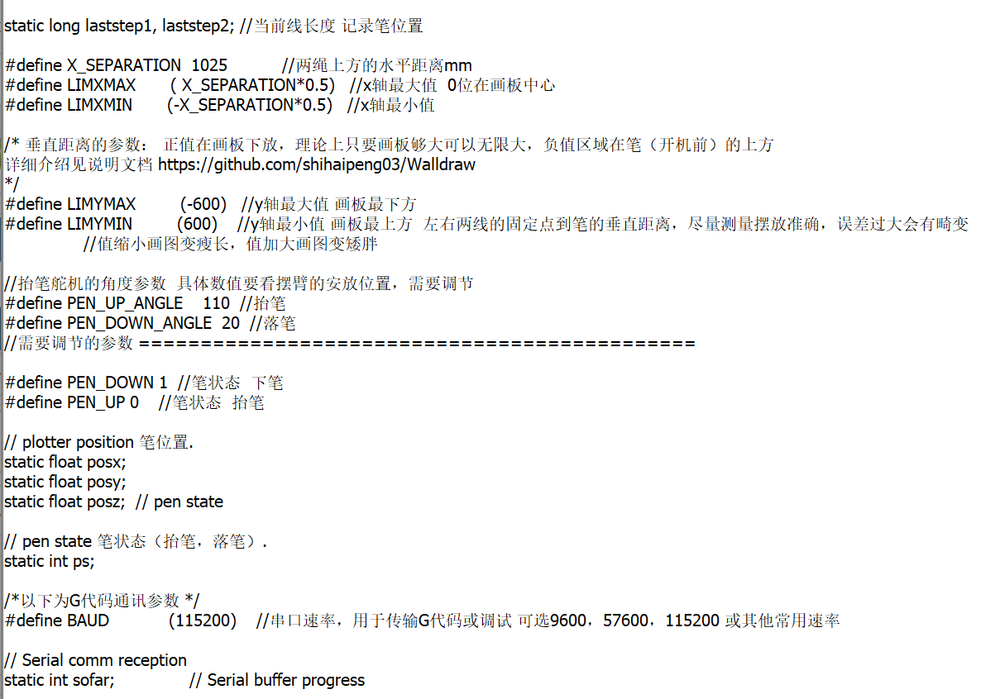 static long laststep1, laststep2; //当前线长度 记录笔位置
#define X_SEPARATION  1025           //两绳上方的水平距离mm
#define LIMXMAX       ( X_SEPARATION*0.5)   //x轴最大值  0位在画板中心
#define LIMXMIN       (-X_SEPARATION*0.5)   //x轴最小值
/* 垂直距离的参数： 正值在画板下放，理论上只要画板够大可以无限大，负值区域在笔（开机前）的上方
详细介绍见说明文档 https://github.com/shihaipeng03/Walldraw
*/
#define LIMYMAX         (-600)   //y轴最大值 画板最下方
#define LIMYMIN         (600)    //y轴最小值 画板最上方  左右两线的固定点到笔的垂直距离，尽量测量摆放准确，误差过大会有畸变
                //值缩小画图变瘦长，值加大画图变矮胖
//抬笔舵机的角度参数  具体数值要看摆臂的安放位置，需要调节
#define PEN_UP_ANGLE    110  //抬笔
#define PEN_DOWN_ANGLE  20  //落笔
//需要调节的参数 =============================================
#define PEN_DOWN 1  //笔状态  下笔
#define PEN_UP 0    //笔状态  抬笔
// plotter position 笔位置.
static float posx;
static float posy;
static float posz;  // pen state
// pen state 笔状态（抬笔，落笔）.
static int ps;
/*以下为G代码通讯参数 */
#define BAUD            (115200)    //串口速率，用于传输G代码或调试 可选9600，57600，115200 或其他常用速率
// Serial comm reception
static int sofar;               // Serial buffer progress